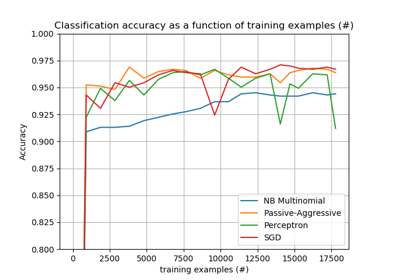 Classification accuracy as a function of training examples (#)
1.000
0.975
0.950
0.925
0.900
0.875
0.850
0.825
0.800
Accuracy
NB Multinomial
Passive-Aggressive
Perceptron
SGD
0 2500 5000 7500 10000 12500 15000 17500
training examples (#)